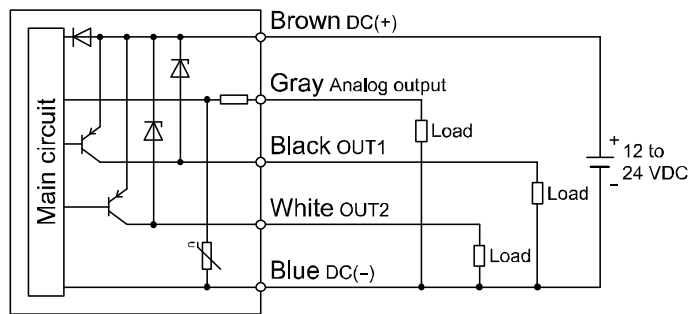 Brown DC(+)
Gray Analog output
Load
Black OUT1
Main circuit
+
12 to
24 VDC
-
Load
White OUT2
Load
Blue DC(−)